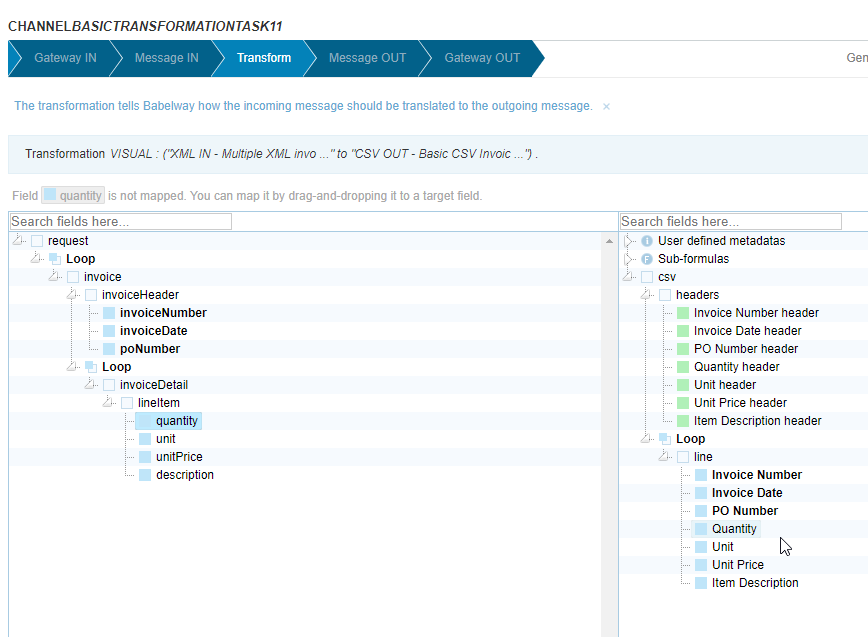 CHANNELBASICTRANSFORMATIONTASK11
Gateway IN Message IN Transform Message OUT Gateway OUT Gen
The transformation tells Babelway how the incoming message should be translated to the outgoing message. ×
Transformation VISUAL : ("XML IN - Multiple XML invo ..." to "CSV OUT - Basic CSV Invoic ...") .
Field quantity is not mapped. You can map it by drag-and-dropping it to a target field.
Search fields here...
request
Loop
invoice
invoiceHeader
invoiceNumber
invoiceDate
poNumber
Loop
invoiceDetail
lineItem
quantity
unit
unitPrice
description
Search fields here...
i User defined metadatas
F Sub-formulas
csv
headers
Invoice Number header
Invoice Date header
PO Number header
Quantity header
Unit header
Unit Price header
Item Description header
Loop
line
Invoice Number
Invoice Date
PO Number
Quantity
Unit
Unit Price
Item Description